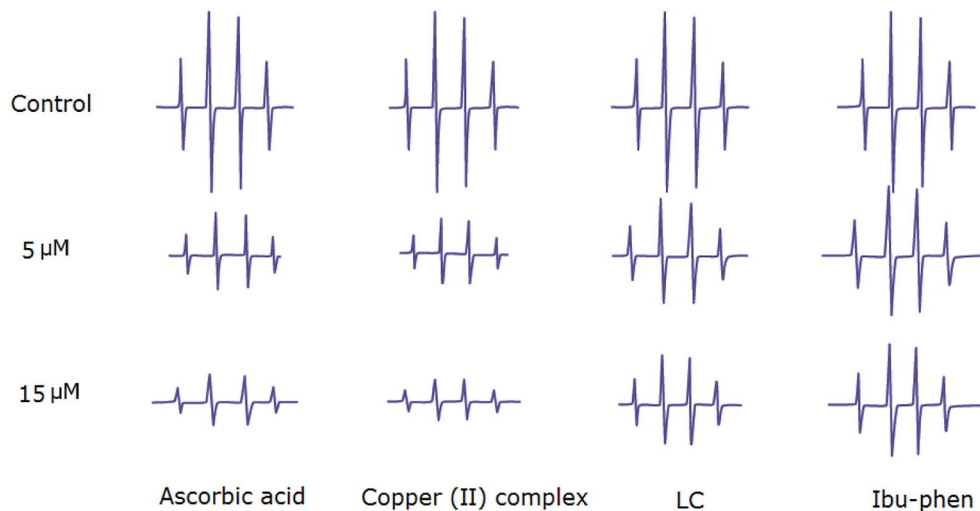 Control
5 µM
15 µM
Ascorbic acid Copper (II) complex LC Ibu-phen